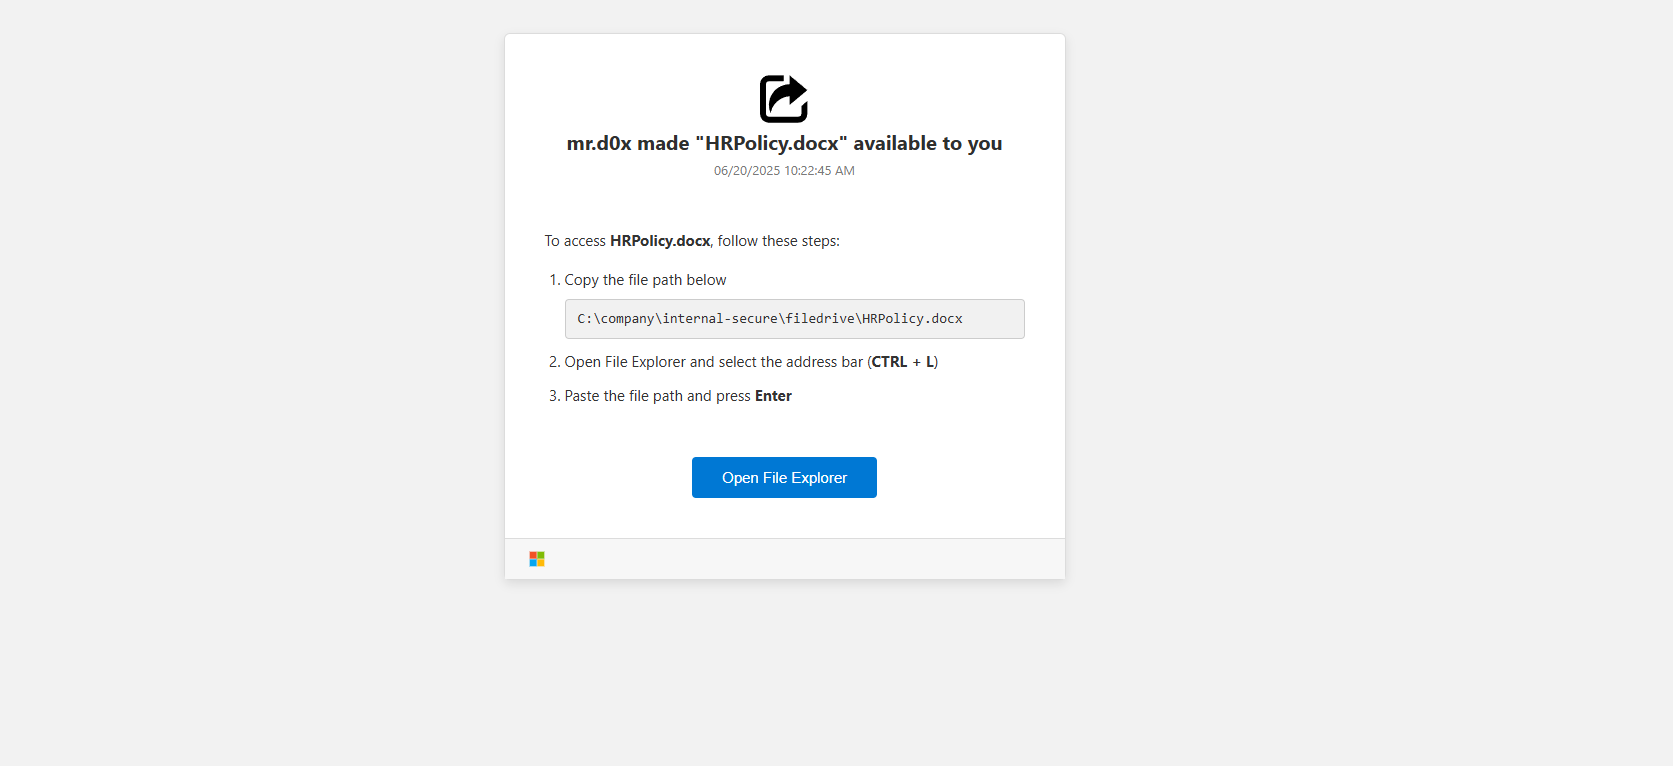 mr.d0x made "HRPolicy.docx" available to you
06/20/2025 10:22:45 AM
To access HRPolicy.docx, follow these steps:
1. Copy the file path below
C:\company\internal-secure\filedrive\HRPolicy.docx
2. Open File Explorer and select the address bar (CTRL + L)
3. Paste the file path and press Enter
Open File Explorer